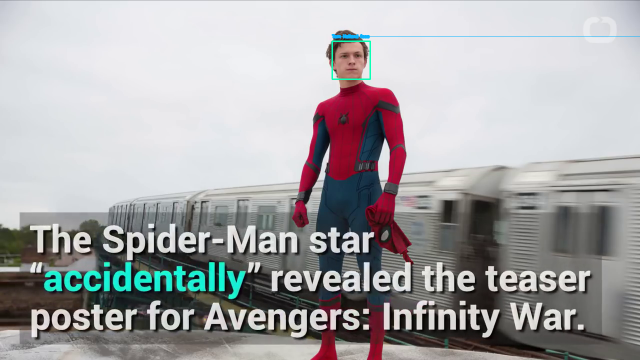 The Spider-Man star
“accidentally” revealed the teaser
poster for Avengers: Infinity War.